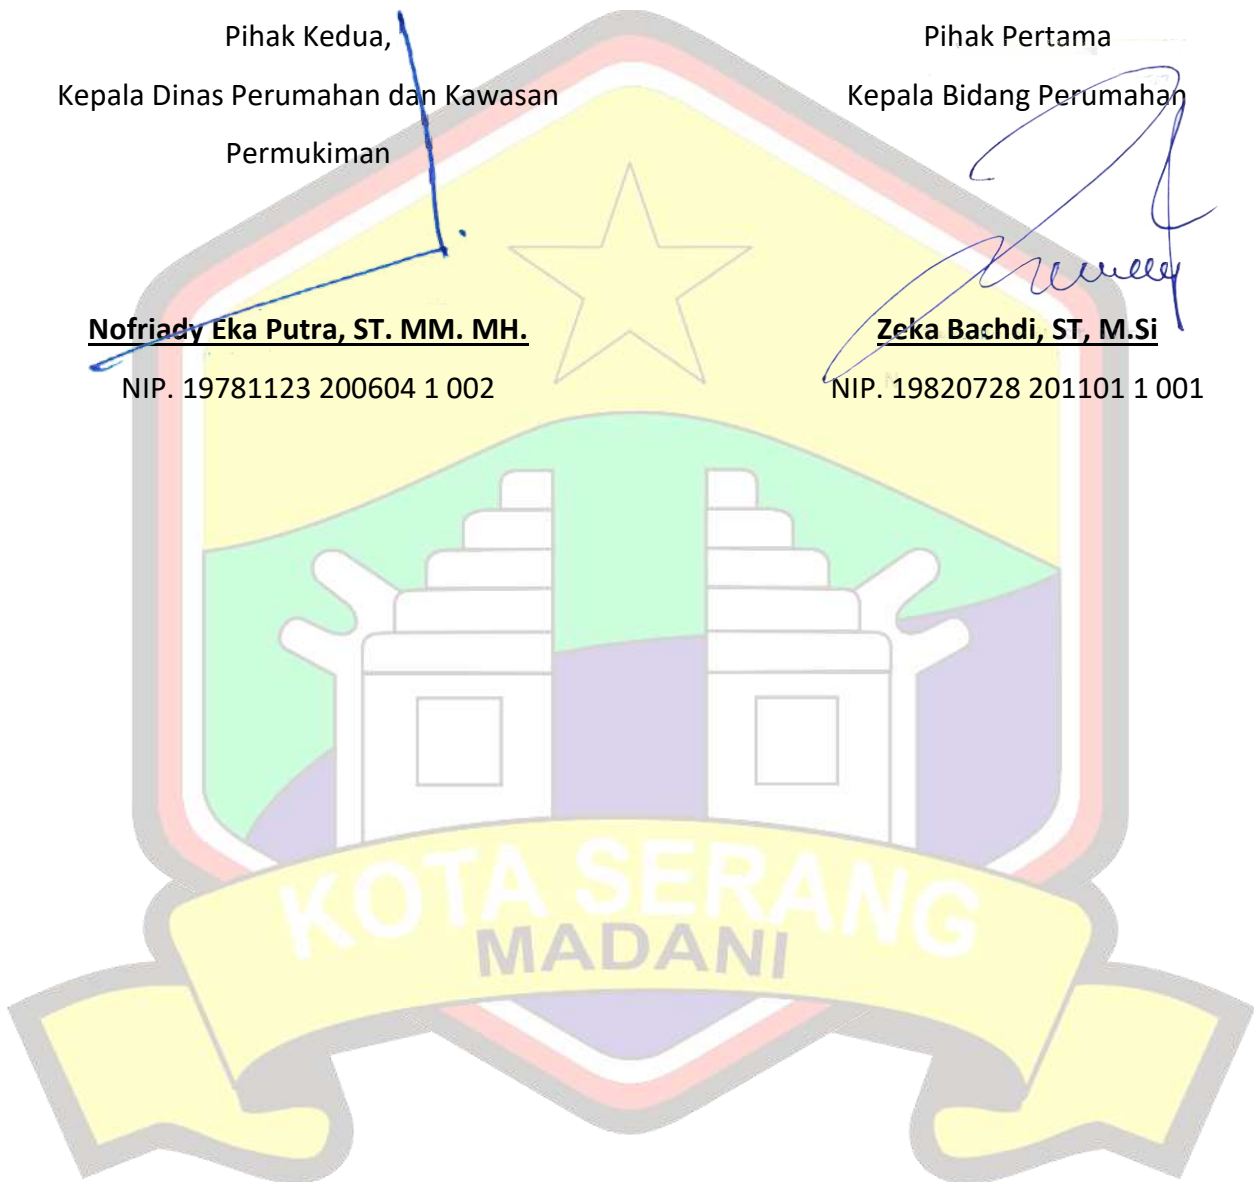 Pihak Kedua,
Kepala Dinas Perumahan dan Kawasan
Permukiman
Nofriady Eka Putra, ST. MM. MH.
NIP. 19781123 200604 1 002
Pihak Pertama
Kepala Bidang Perumahan
Zeka Bachdi, ST, M.Si
NIP. 19820728 201101 1 001
KOTA SERANG
MADANI